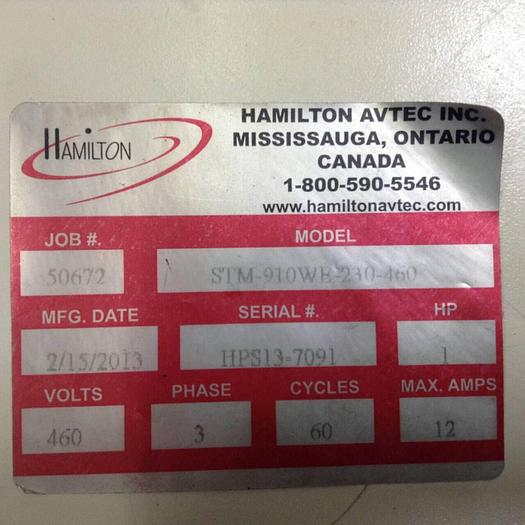 HAMILTON
HAMILTON AVTEC INC.
MISSISSAUGA, ONTARIO
CANADA
1-800-590-5546
www.hamiltonavtec.com
JOB #. MODEL
50672 STM-910WE-230-460
MFG. DATE SERIAL #. HP
2/15/2013 HPS13-7091 1
VOLTS PHASE CYCLES MAX. AMPS
460 3 60 12